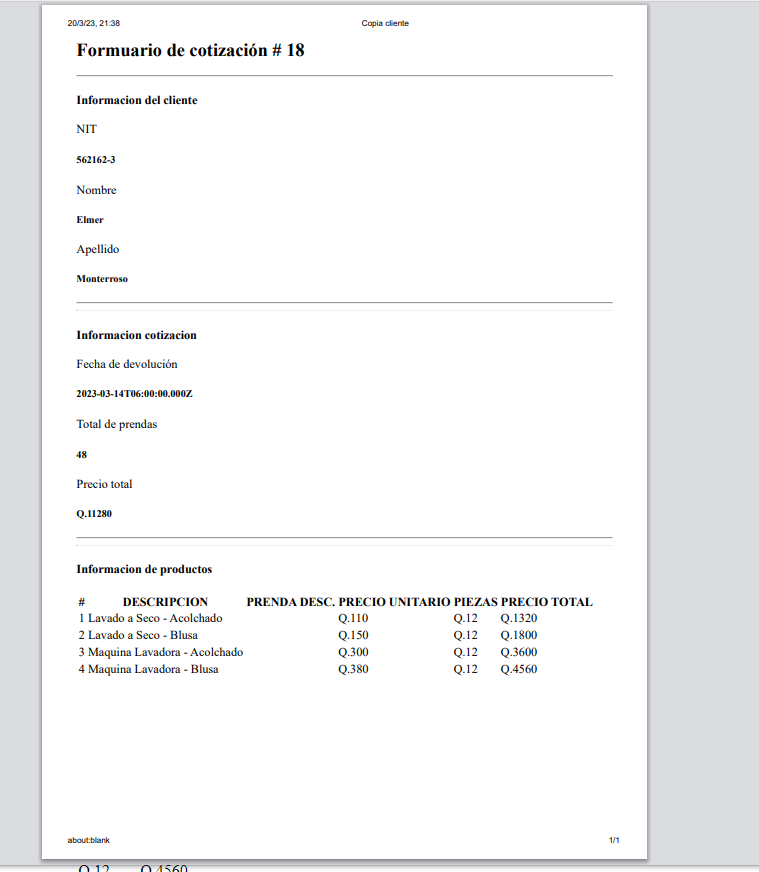 20/3/23, 21:38 Copia cliente
Formuario de cotización # 18
Informacion del cliente
NIT
562162-3
Nombre
Elmer
Apellido
Monterroso
Informacion cotizacion
Fecha de devolución
2023-03-14T06:00:00.000Z
Total de prendas
48
Precio total
Q.11280
Informacion de productos
# DESCRIPCION PRENDA DESC. PRECIO UNITARIO PIEZAS PRECIO TOTAL
1 Lavado a Seco - Acolchado Q.110 Q.12 Q.1320
2 Lavado a Seco - Blusa Q.150 Q.12 Q.1800
3 Maquina Lavadora - Acolchado Q.300 Q.12 Q.3600
4 Maquina Lavadora - Blusa Q.380 Q.12 Q.4560
about:blank 1/1
Q.12 Q.4560